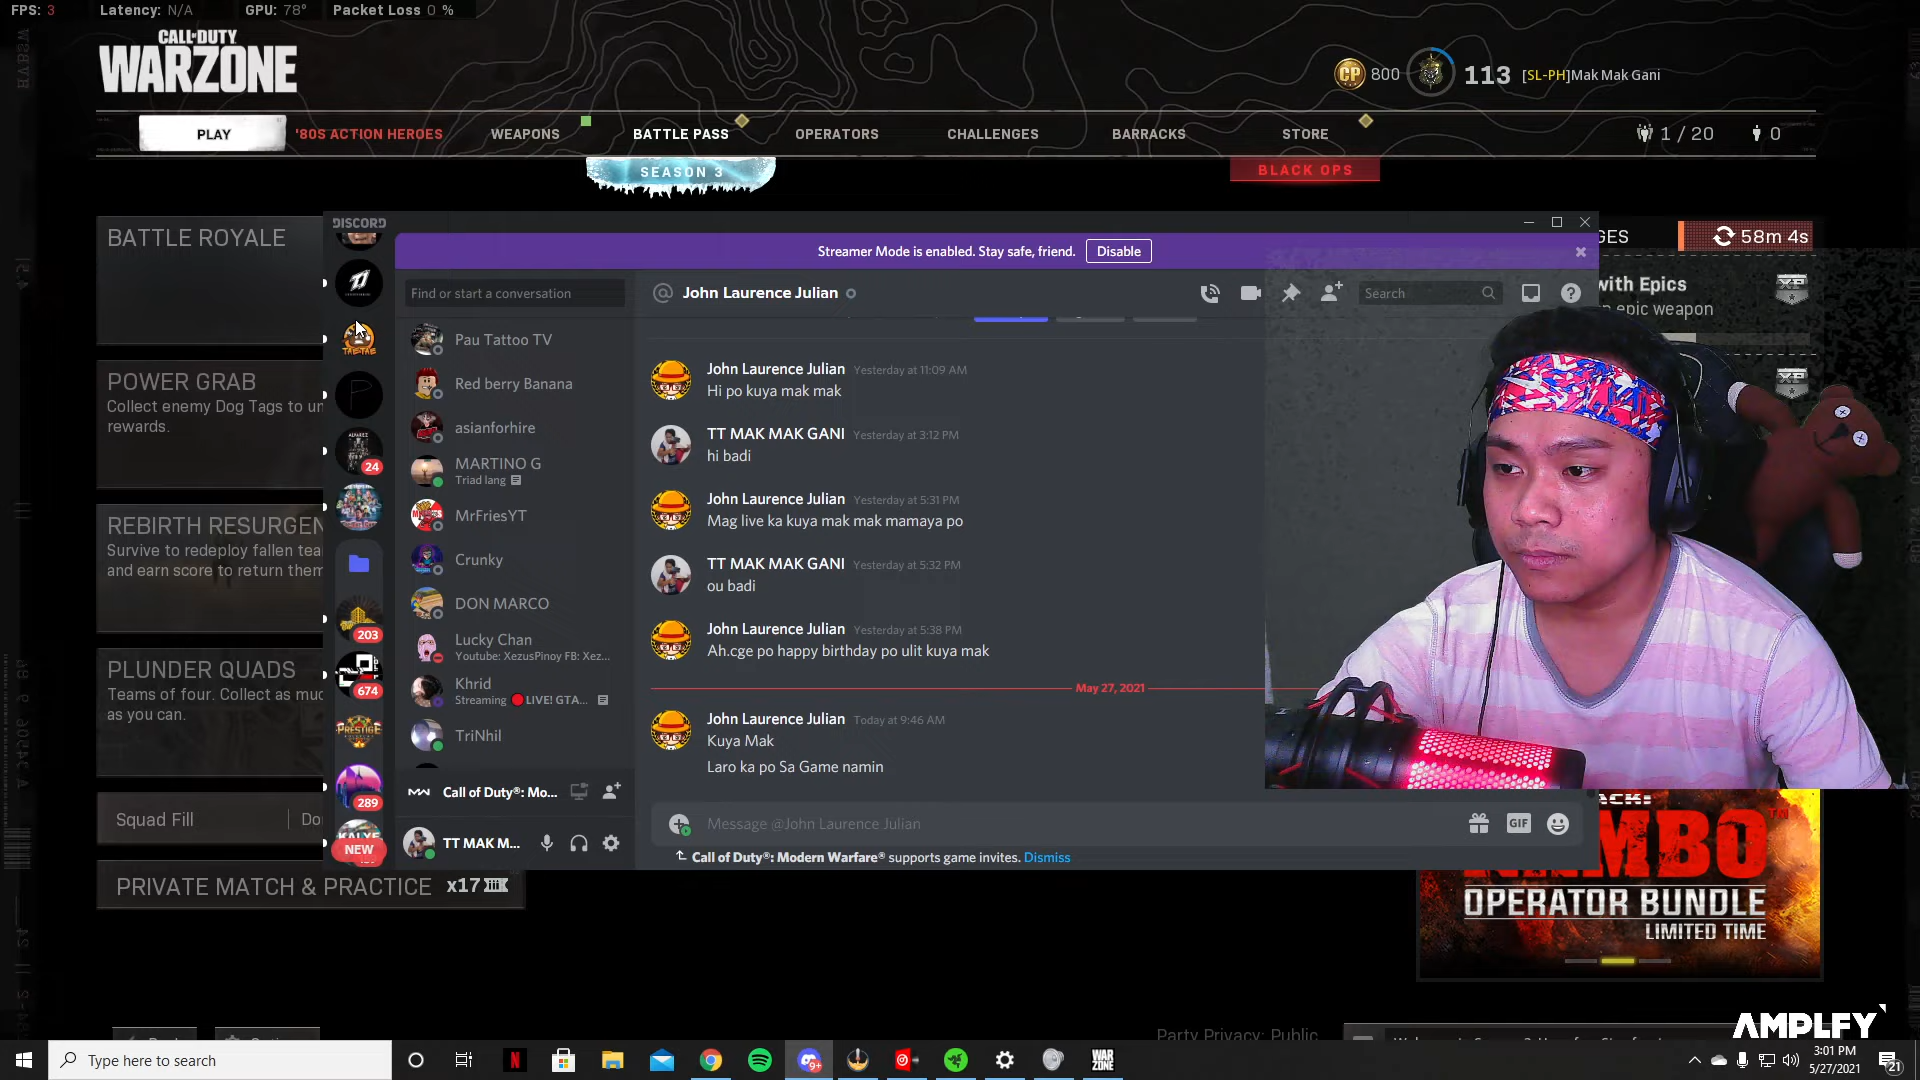 FPS: 3 Latency: N/A GPU: 78° Packet Loss 0 %
CALL OF DUTY
WARZONE
CP 800 113 [SL-PH]Mak Mak Gani
PLAY '80S ACTION HEROES WEAPONS BATTLE PASS OPERATORS CHALLENGES BARRACKS STORE 1 / 20 0
SEASON 3 BLACK OPS
BATTLE ROYALE
POWER GRAB
Collect enemy Dog Tags to
rewards.
REBIRTH RESURGEN
Survive to redeploy fallen
and earn score to return them
PLUNDER QUADS
Teams of four. Collect as
as you can.
Squad Fill
PRIVATE MATCH & PRACTICE x17
DISCORD
Streamer Mode is enabled. Stay safe, friend. Disable
TAETAE
P
24
203
674
PRESTIGE
289
KALYE
NEW
Find or start a conversation
Pau Tattoo TV
Red berry Banana
asianforhire
MARTINO G
Triad lang
MrFriesYT
Crunky
DON MARCO
Lucky Chan
Youtube: XezusPinoy FB: Xez...
Khrid
Streaming LIVE! GTA...
TriNhil
Call of Duty®: Mo...
TT MAK M...
@ John Laurence Julian Search
John Laurence Julian Yesterday at 11:09 AM
Hi po kuya mak mak
TT MAK MAK GANI Yesterday at 3:12 PM
hi badi
John Laurence Julian Yesterday at 5:31 PM
Mag live ka kuya mak mak mamaya po
TT MAK MAK GANI Yesterday at 5:32 PM
ou badi
John Laurence Julian Yesterday at 5:38 PM
Ah.cge po happy birthday po ulit kuya mak
May 27, 2021
John Laurence Julian Today at 9:46 AM
Kuya Mak
Laro ka po Sa Game namin
Message @John Laurence Julian GIF
Call of Duty®: Modern Warfare® supports game invites. Dismiss
GES 58m 4s
with Epics
epic weapon
XP
XP
MBO™
OPERATOR BUNDLE
LIMITED TIME
Party Privacy: Public
AMPLFY
Type here to search
N
9+
WAR
ZONE
3:01 PM
5/27/2021
21